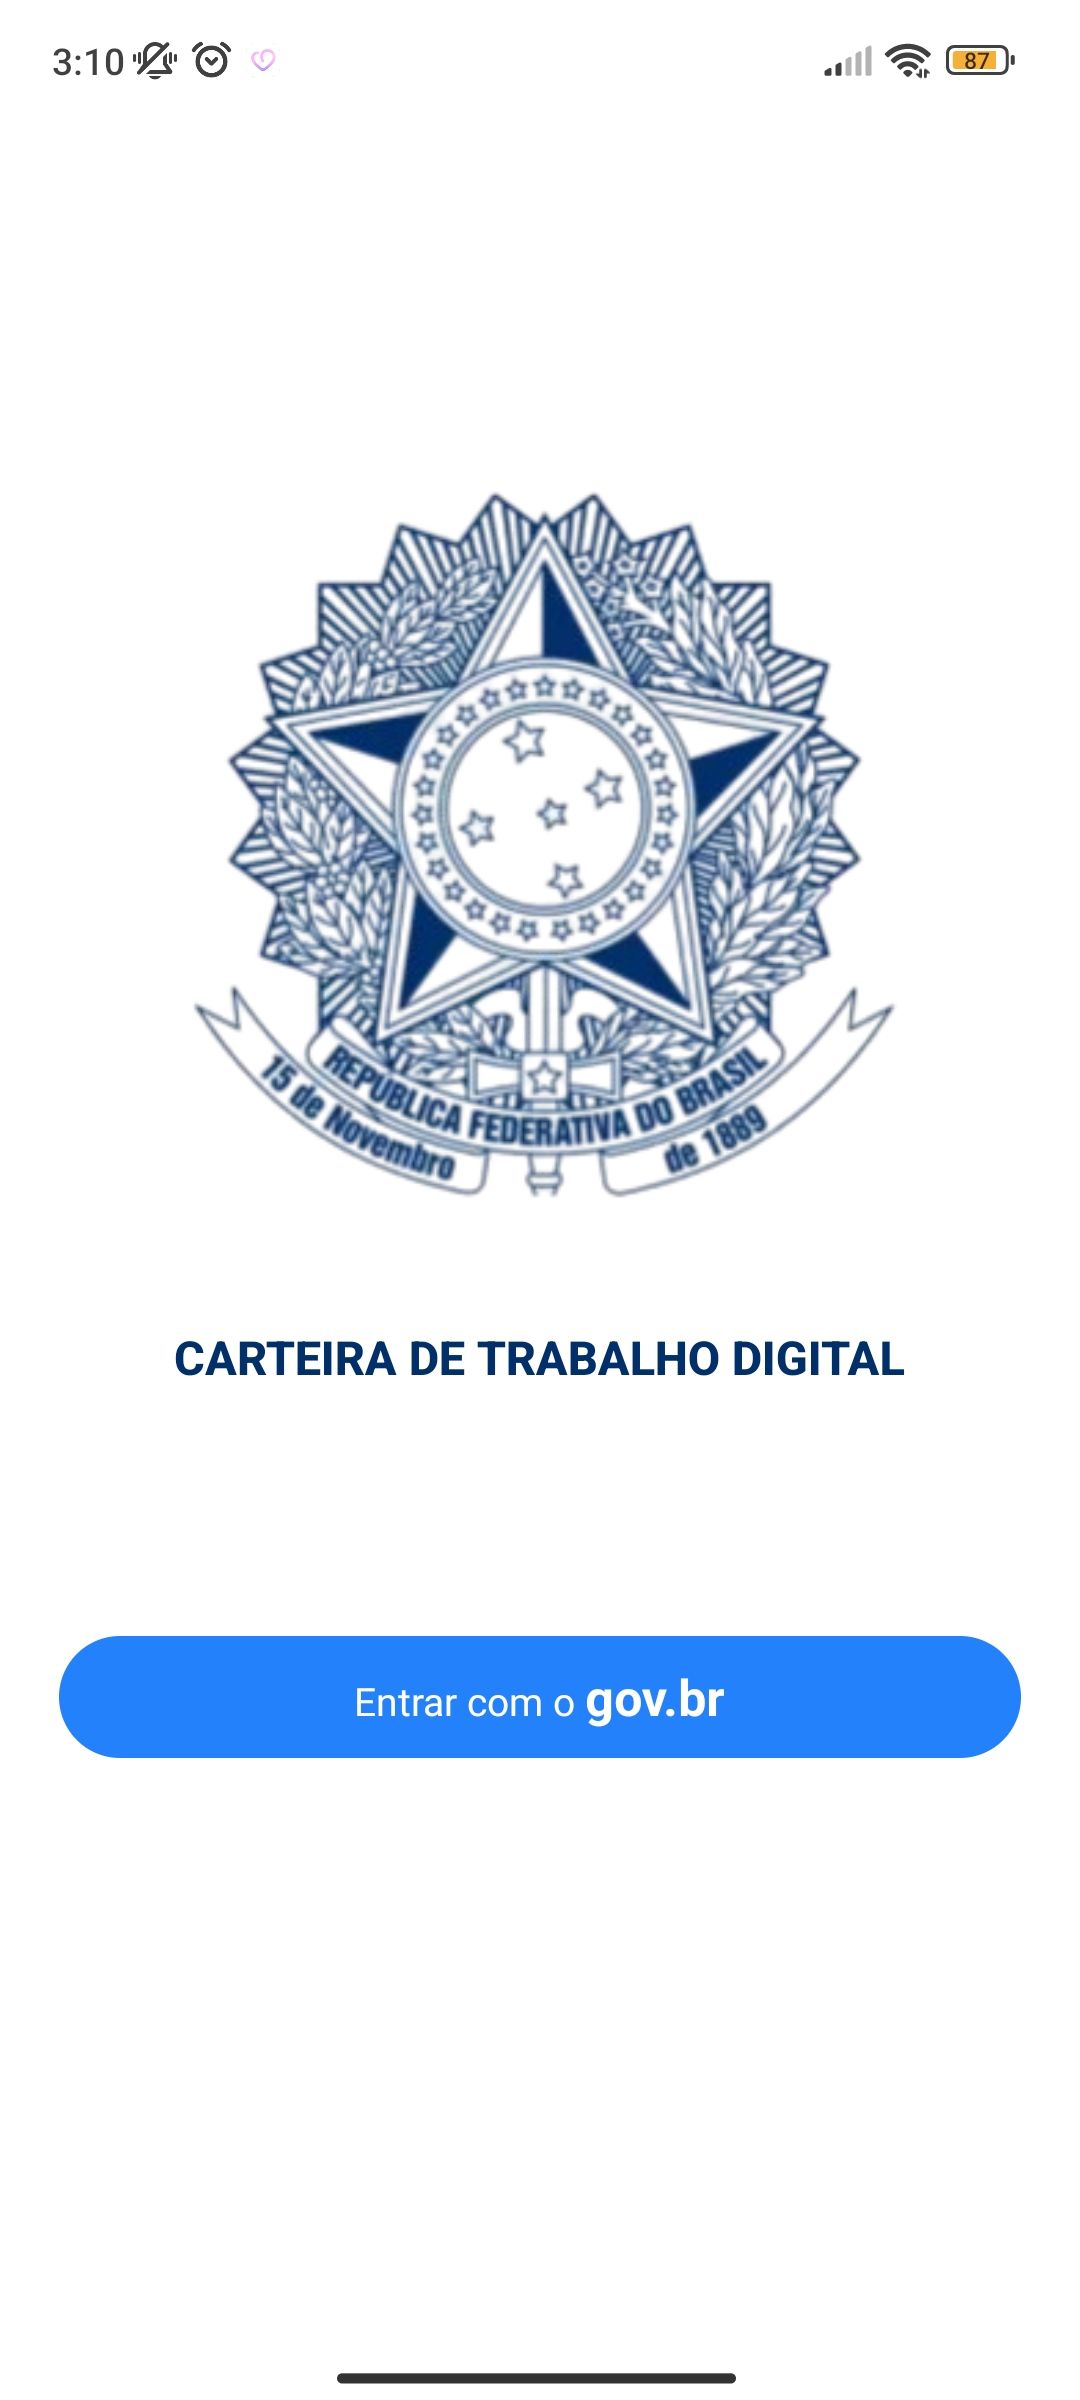 3:10
87
REPUBLICA FEDERATIVA DO BRASIL
15 de Novembro de 1889
CARTEIRA DE TRABALHO DIGITAL
Entrar com o gov.br